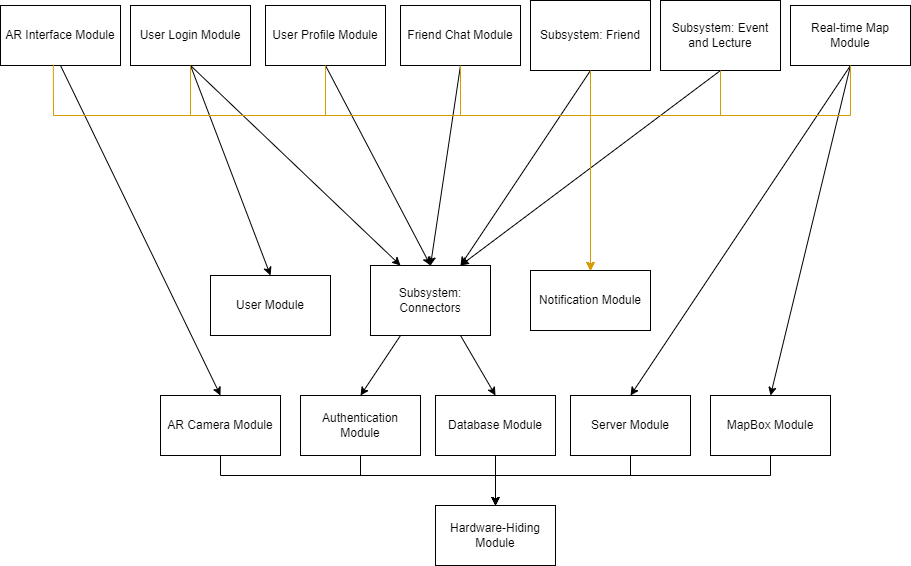 AR Interface Module
User Login Module
User Profile Module
Friend Chat Module
Subsystem: Friend
Subsystem: Event
and Lecture
Real-time Map
Module
User Module
Subsystem:
Connectors
Notification Module
AR Camera Module
Authentication
Module
Database Module
Server Module
MapBox Module
Hardware-Hiding
Module